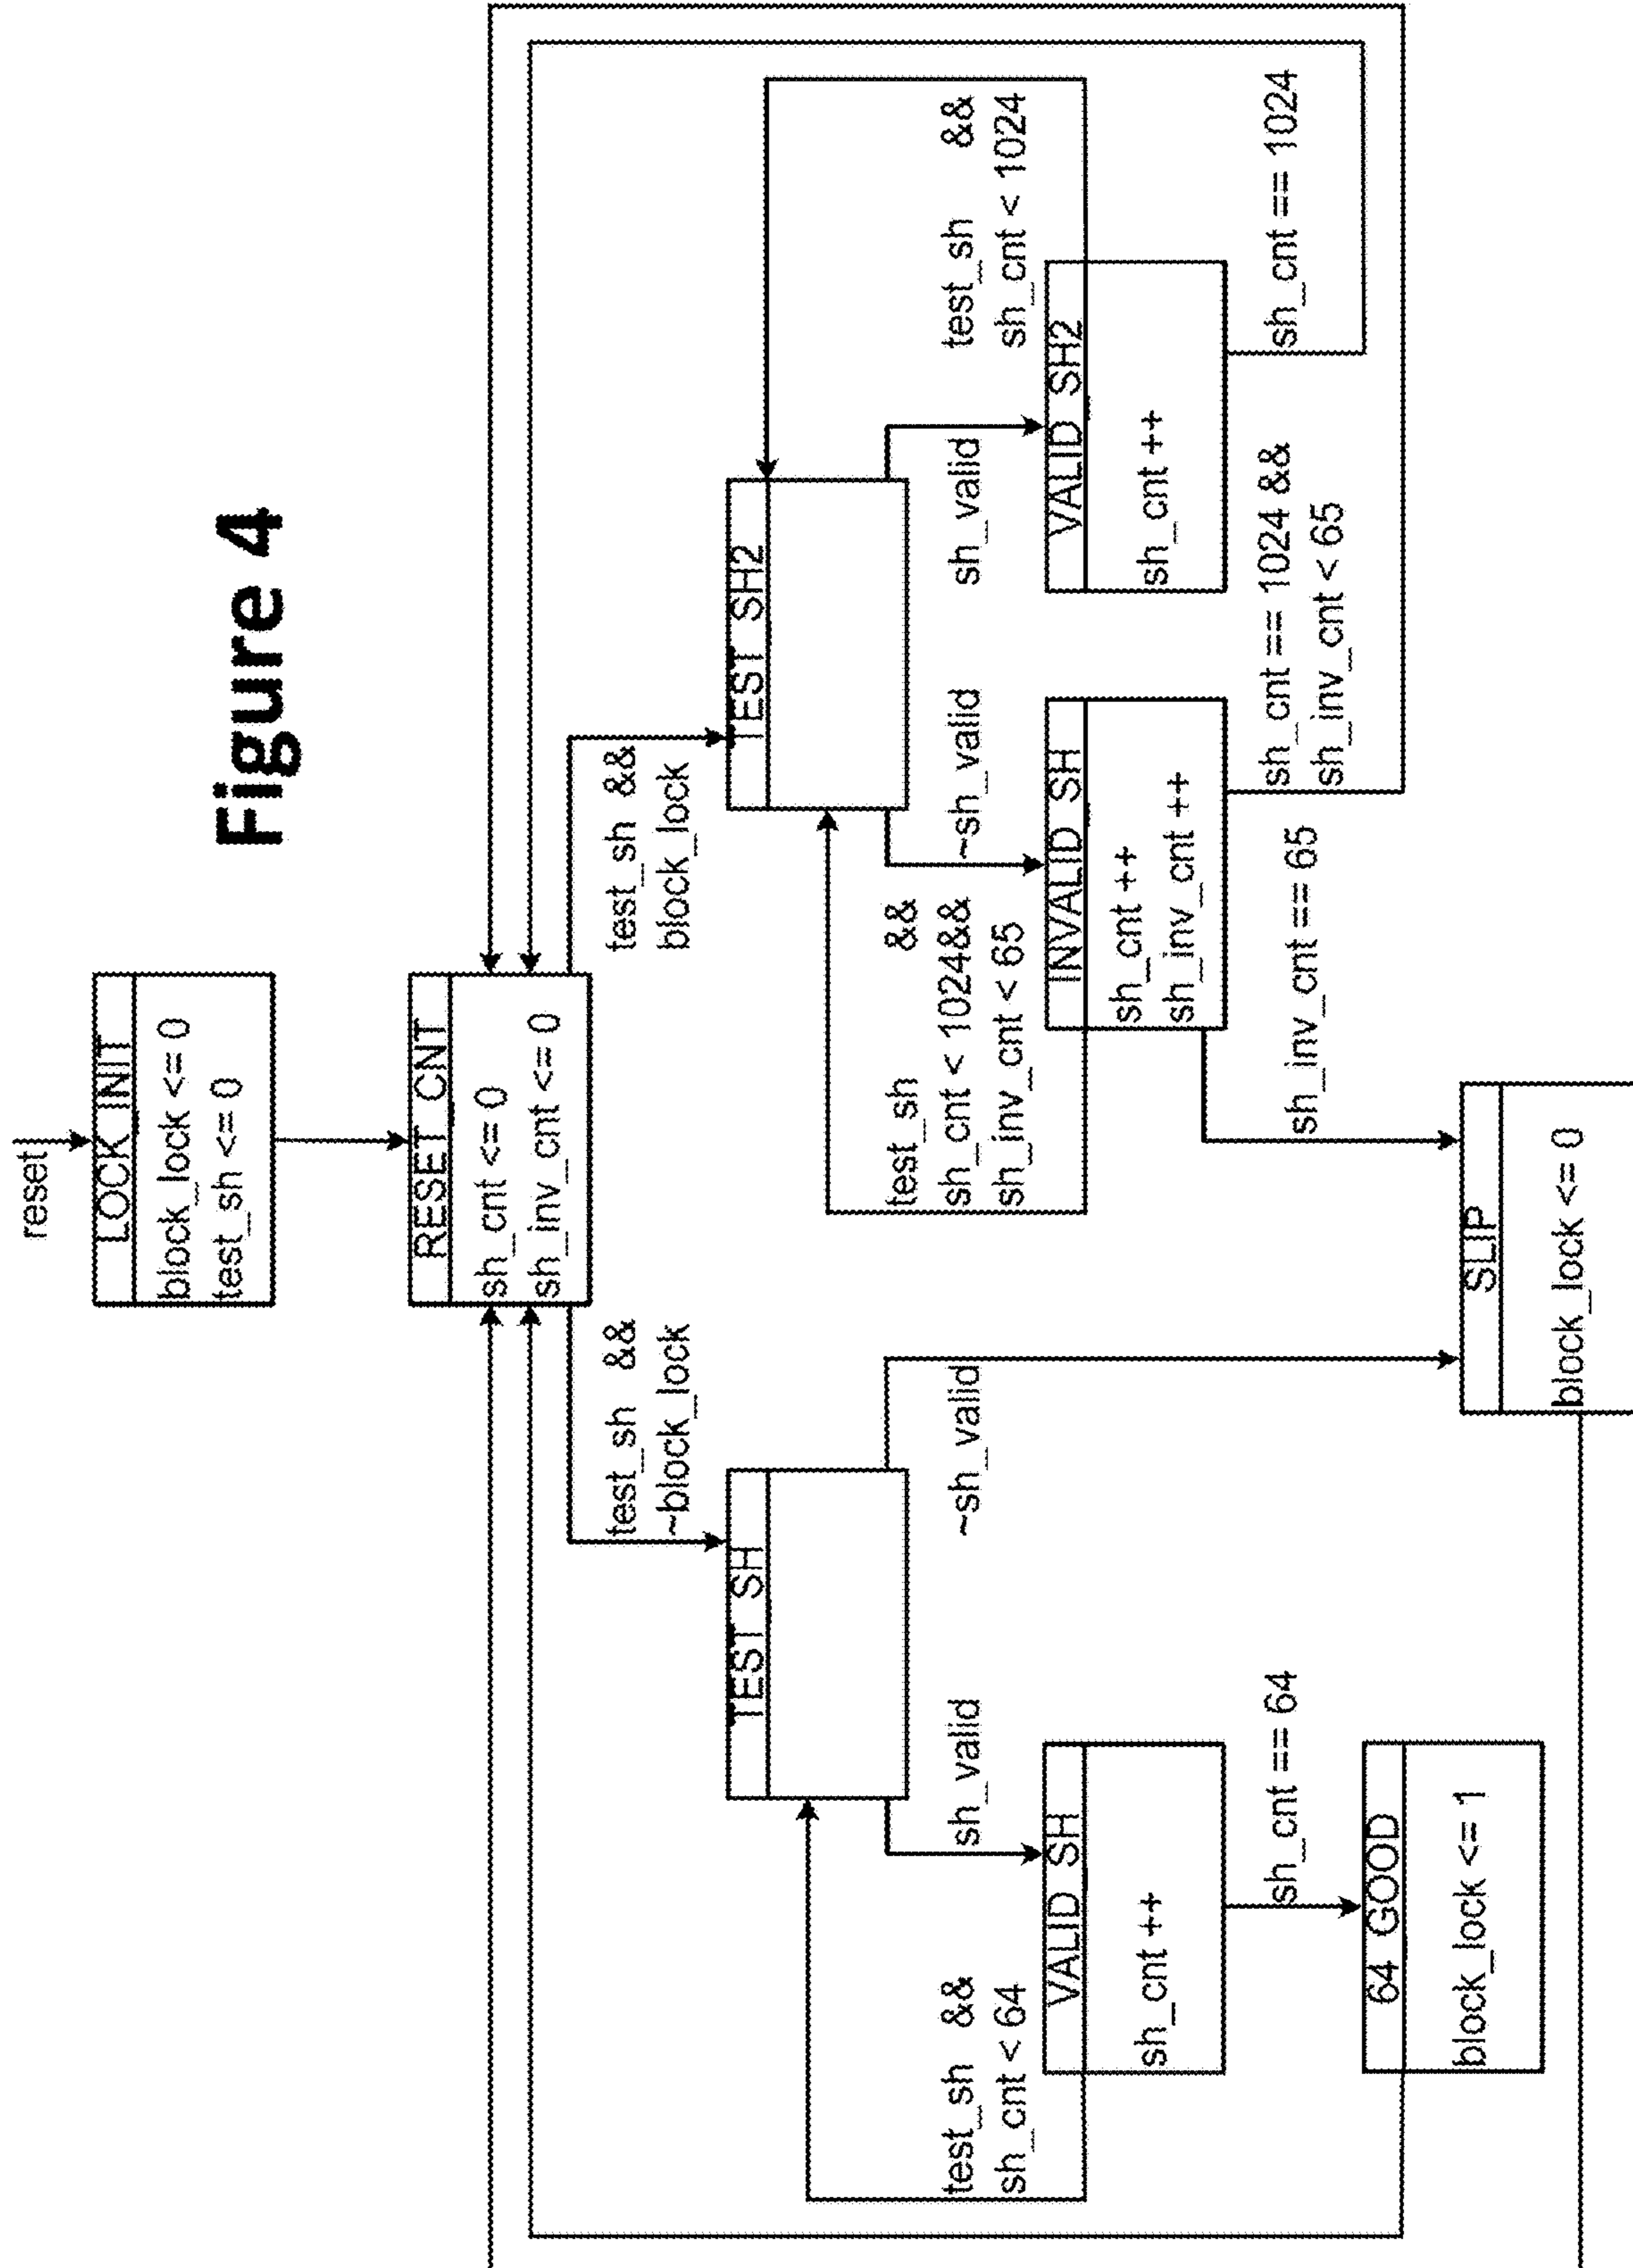 Figure 4
reset
LOCK_INIT
block_lock <= 0
test_sh <= 0
RESET_CNT
sh_cnt <= 0
sh_inv_cnt <= 0
test_sh &&
~block_lock
test_sh &&
block_lock
TEST_SH
TEST_SH2
test_sh &&
sh_cnt < 64
sh_valid
~sh_valid
test_sh &&
sh_cnt < 1024&&
sh_inv_cnt < 65
~sh_valid
sh_valid
test_sh &&
sh_cnt < 1024
VALID_SH
sh_cnt ++
INVALID_SH
sh_cnt ++
sh_inv_cnt ++
VALID_SH2
sh_cnt ++
sh_cnt == 64
sh_inv_cnt == 65
sh_cnt == 1024 &&
sh_inv_cnt < 65
sh_cnt == 1024
64_GOOD
block_lock <= 1
SLIP
block_lock <= 0